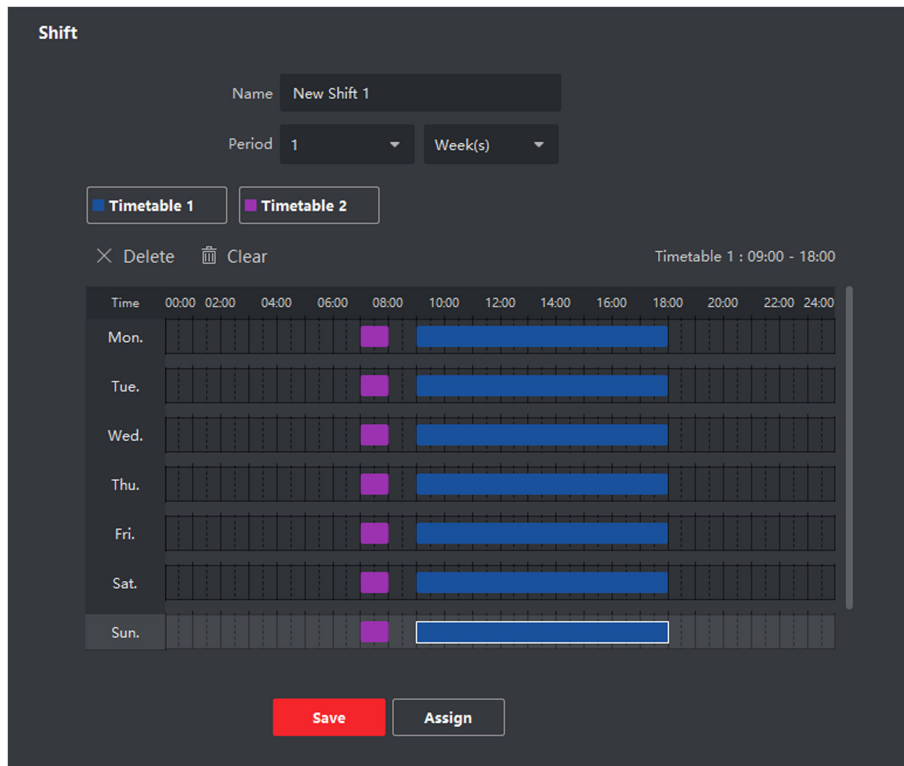 Shift
Name New Shift 1
Period 1 Week(s)
Timetable 1 Timetable 2
Delete Clear Timetable 1 : 09:00 - 18:00
Time 00:00 02:00 04:00 06:00 08:00 10:00 12:00 14:00 16:00 18:00 20:00 22:00 24:00
Mon.
Tue.
Wed.
Thu.
Fri.
Sat.
Sun.
Save Assign